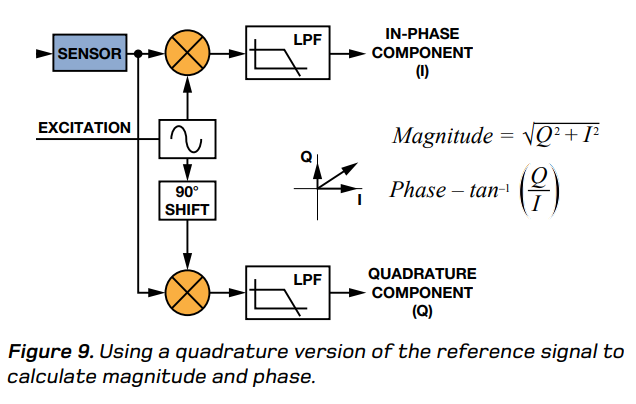 SENSOR
LPF
IN-PHASE
COMPONENT
(I)
EXCITATION
90°
SHIFT
Q
I
Magnitude = √Q² + I²
Phase – tan⁻¹ (Q/I)
LPF
QUADRATURE
COMPONENT
(Q)
Figure 9. Using a quadrature version of the reference signal to
calculate magnitude and phase.